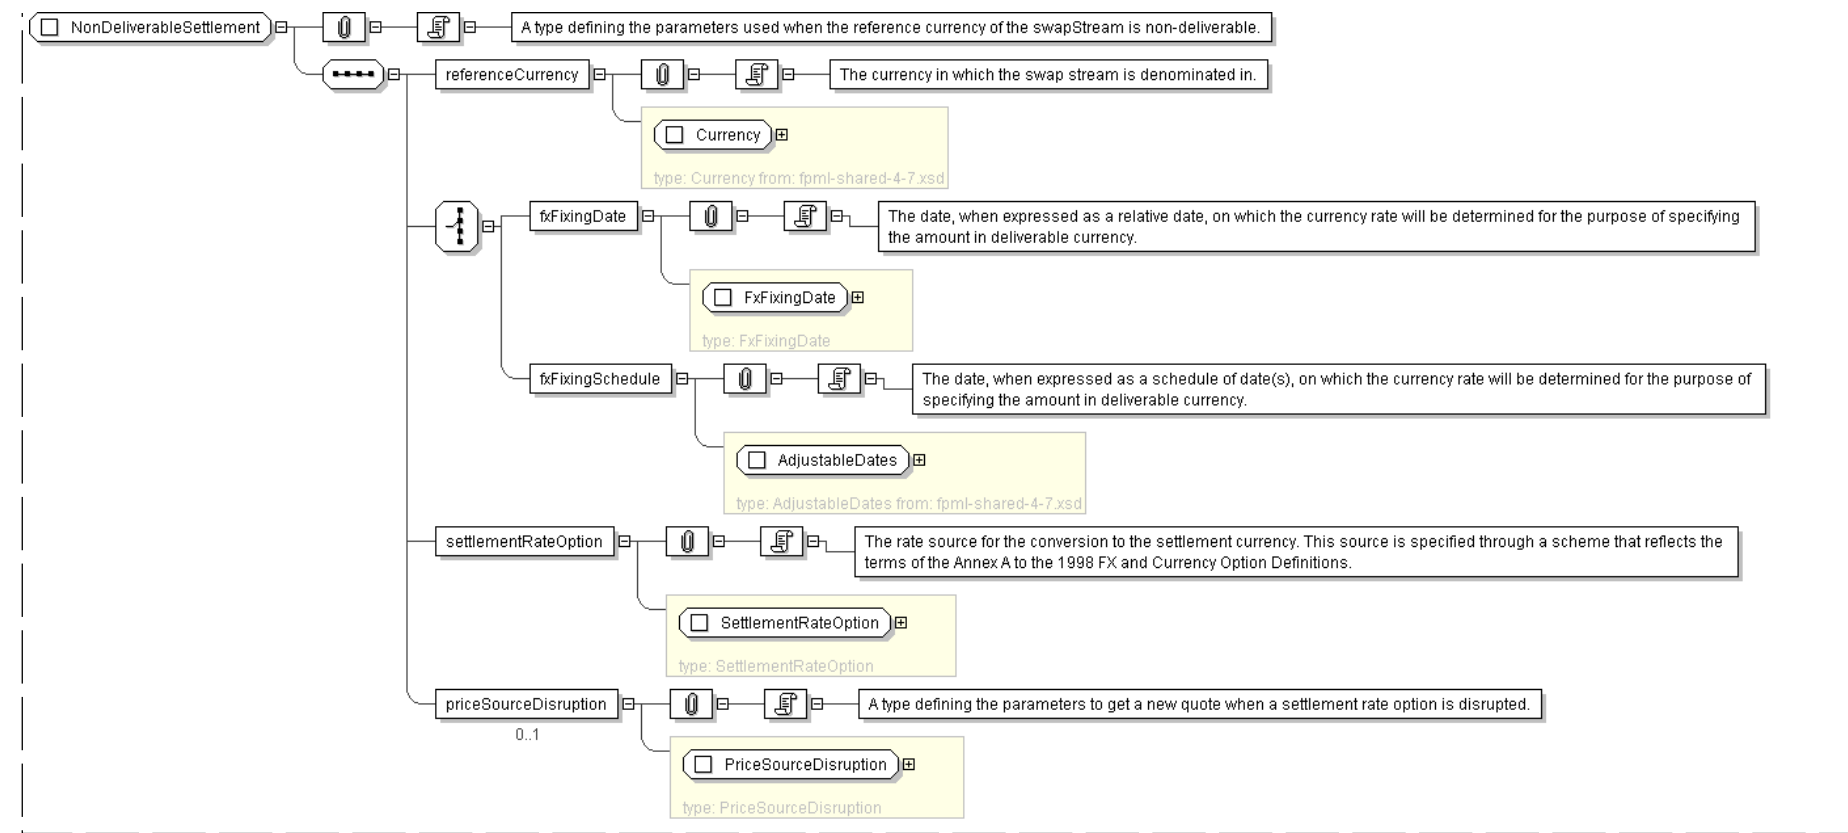 NonDeliverableSettlement
A type defining the parameters used when the reference currency of the swapStream is non-deliverable.
referenceCurrency
The currency in which the swap stream is denominated in.
Currency
type: Currency from: fpml-shared-4-7.xsd
fxFixingDate
The date, when expressed as a relative date, on which the currency rate will be determined for the purpose of specifying
the amount in deliverable currency.
FxFixingDate
type: FxFixingDate
fxFixingSchedule
The date, when expressed as a schedule of date(s), on which the currency rate will be determined for the purpose of
specifying the amount in deliverable currency.
AdjustableDates
type: AdjustableDates from: fpml-shared-4-7.xsd
settlementRateOption
The rate source for the conversion to the settlement currency. This source is specified through a scheme that reflects the
terms of the Annex A to the 1998 FX and Currency Option Definitions.
SettlementRateOption
type: SettlementRateOption
priceSourceDisruption
A type defining the parameters to get a new quote when a settlement rate option is disrupted.
0..1
PriceSourceDisruption
type: PriceSourceDisruption